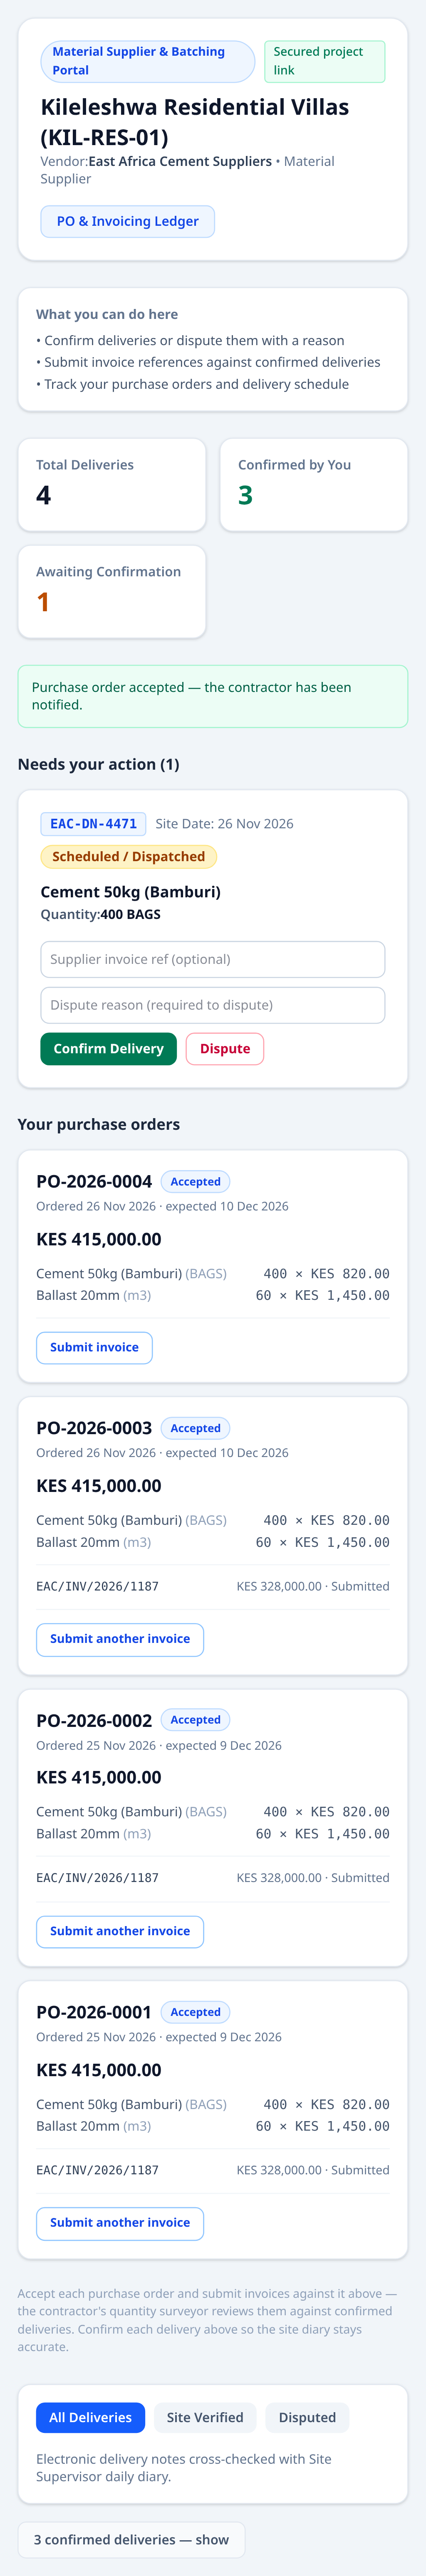 Material Supplier & Batching
Portal
Secured project
link
Kileleshwa Residential Villas
(KIL-RES-01)
Vendor:East Africa Cement Suppliers • Material
Supplier
PO & Invoicing Ledger
What you can do here
• Confirm deliveries or dispute them with a reason
• Submit invoice references against confirmed deliveries
• Track your purchase orders and delivery schedule
Total Deliveries
4
Confirmed by You
3
Awaiting Confirmation
1
Purchase order accepted — the contractor has been
notified.
Needs your action (1)
EAC-DN-4471 Site Date: 26 Nov 2026
Scheduled / Dispatched
Cement 50kg (Bamburi)
Quantity:400 BAGS
Supplier invoice ref (optional)
Dispute reason (required to dispute)
Confirm Delivery Dispute
Your purchase orders
PO-2026-0004 Accepted
Ordered 26 Nov 2026 · expected 10 Dec 2026
KES 415,000.00
Cement 50kg (Bamburi) (BAGS) 400 × KES 820.00
Ballast 20mm (m3) 60 × KES 1,450.00
Submit invoice
PO-2026-0003 Accepted
Ordered 26 Nov 2026 · expected 10 Dec 2026
KES 415,000.00
Cement 50kg (Bamburi) (BAGS) 400 × KES 820.00
Ballast 20mm (m3) 60 × KES 1,450.00
EAC/INV/2026/1187 KES 328,000.00 · Submitted
Submit another invoice
PO-2026-0002 Accepted
Ordered 25 Nov 2026 · expected 9 Dec 2026
KES 415,000.00
Cement 50kg (Bamburi) (BAGS) 400 × KES 820.00
Ballast 20mm (m3) 60 × KES 1,450.00
EAC/INV/2026/1187 KES 328,000.00 · Submitted
Submit another invoice
PO-2026-0001 Accepted
Ordered 25 Nov 2026 · expected 9 Dec 2026
KES 415,000.00
Cement 50kg (Bamburi) (BAGS) 400 × KES 820.00
Ballast 20mm (m3) 60 × KES 1,450.00
EAC/INV/2026/1187 KES 328,000.00 · Submitted
Submit another invoice
Accept each purchase order and submit invoices against it above —
the contractor's quantity surveyor reviews them against confirmed
deliveries. Confirm each delivery above so the site diary stays
accurate.
All Deliveries Site Verified Disputed
Electronic delivery notes cross-checked with Site
Supervisor daily diary.
3 confirmed deliveries — show